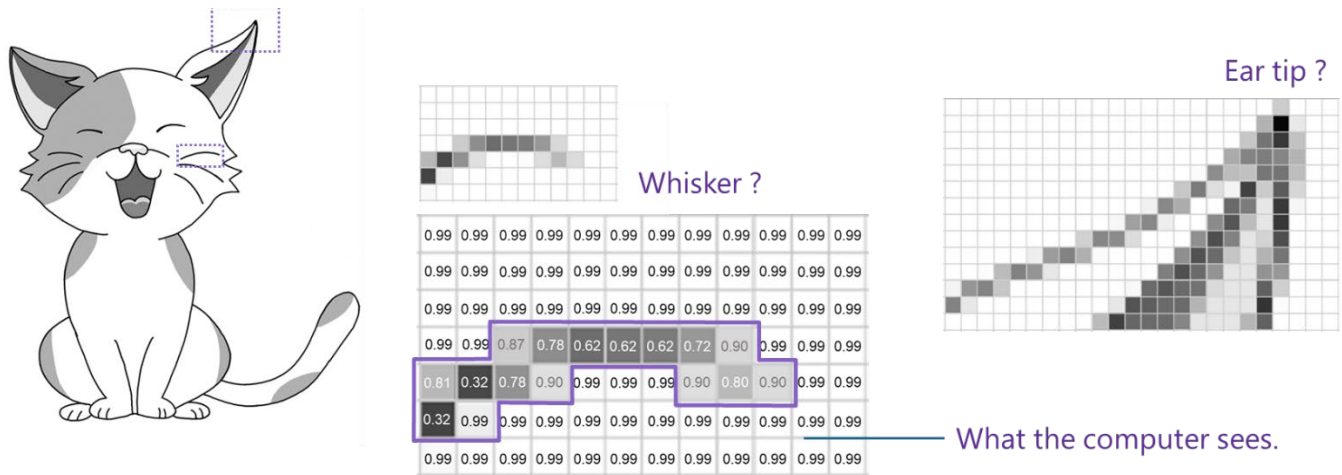 Ear tip ?
Whisker ?
0.99 0.99 0.99 0.99 0.99 0.99 0.99 0.99 0.99 0.99 0.99 0.99
0.99 0.99 0.99 0.99 0.99 0.99 0.99 0.99 0.99 0.99 0.99 0.99
0.99 0.99 0.99 0.99 0.99 0.99 0.99 0.99 0.99 0.99 0.99 0.99
0.99 0.99 0.87 0.78 0.62 0.62 0.62 0.72 0.90 0.99 0.99 0.99
0.81 0.32 0.78 0.90 0.99 0.99 0.99 0.90 0.80 0.90 0.99 0.99
0.32 0.99 0.99 0.99 0.99 0.99 0.99 0.99 0.99 0.99 0.99 0.99
0.99 0.99 0.99 0.99 0.99 0.99 0.99 0.99 0.99 0.99 0.99 0.99
What the computer sees.